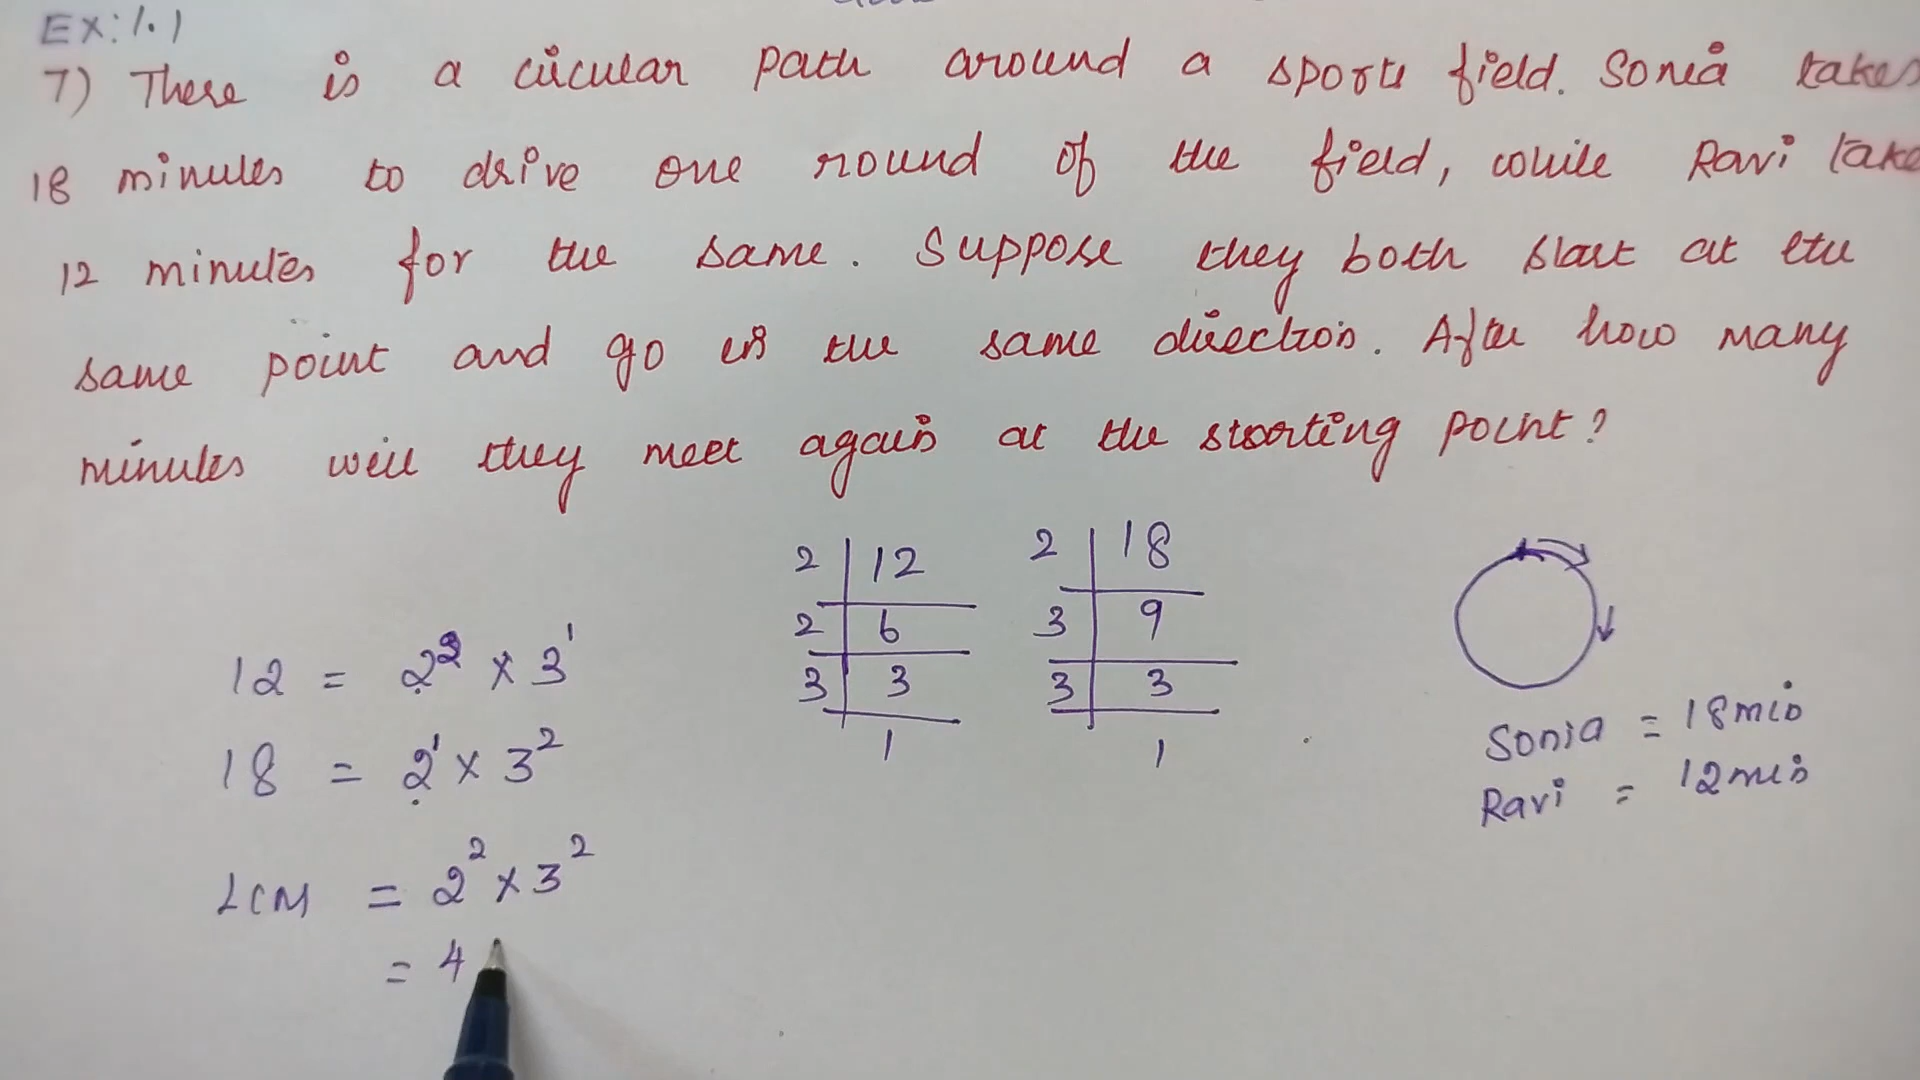 EX: 1.1
7) There is a circular path around a sports field. Sonia takes
18 minutes to drive one round of the field, while Ravi take
12 minutes for the same. Suppose they both start at the
same point and go in the same direction. After how many
minutes will they meet again at the starting point?
2 | 12
2 | 6
3 | 3
1
2 | 18
3 | 9
3 | 3
1
12 = 2² × 3¹
18 = 2¹ × 3²
LCM = 2² × 3²
= 4
Sonia = 18 min
Ravi = 12 min